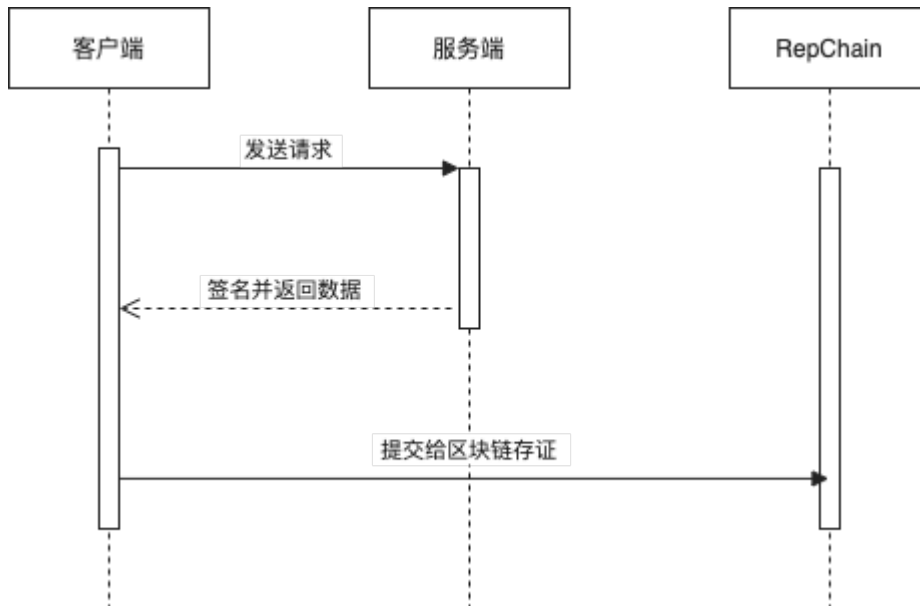 客户端
服务端
RepChain
发送请求
签名并返回数据
提交给区块链存证